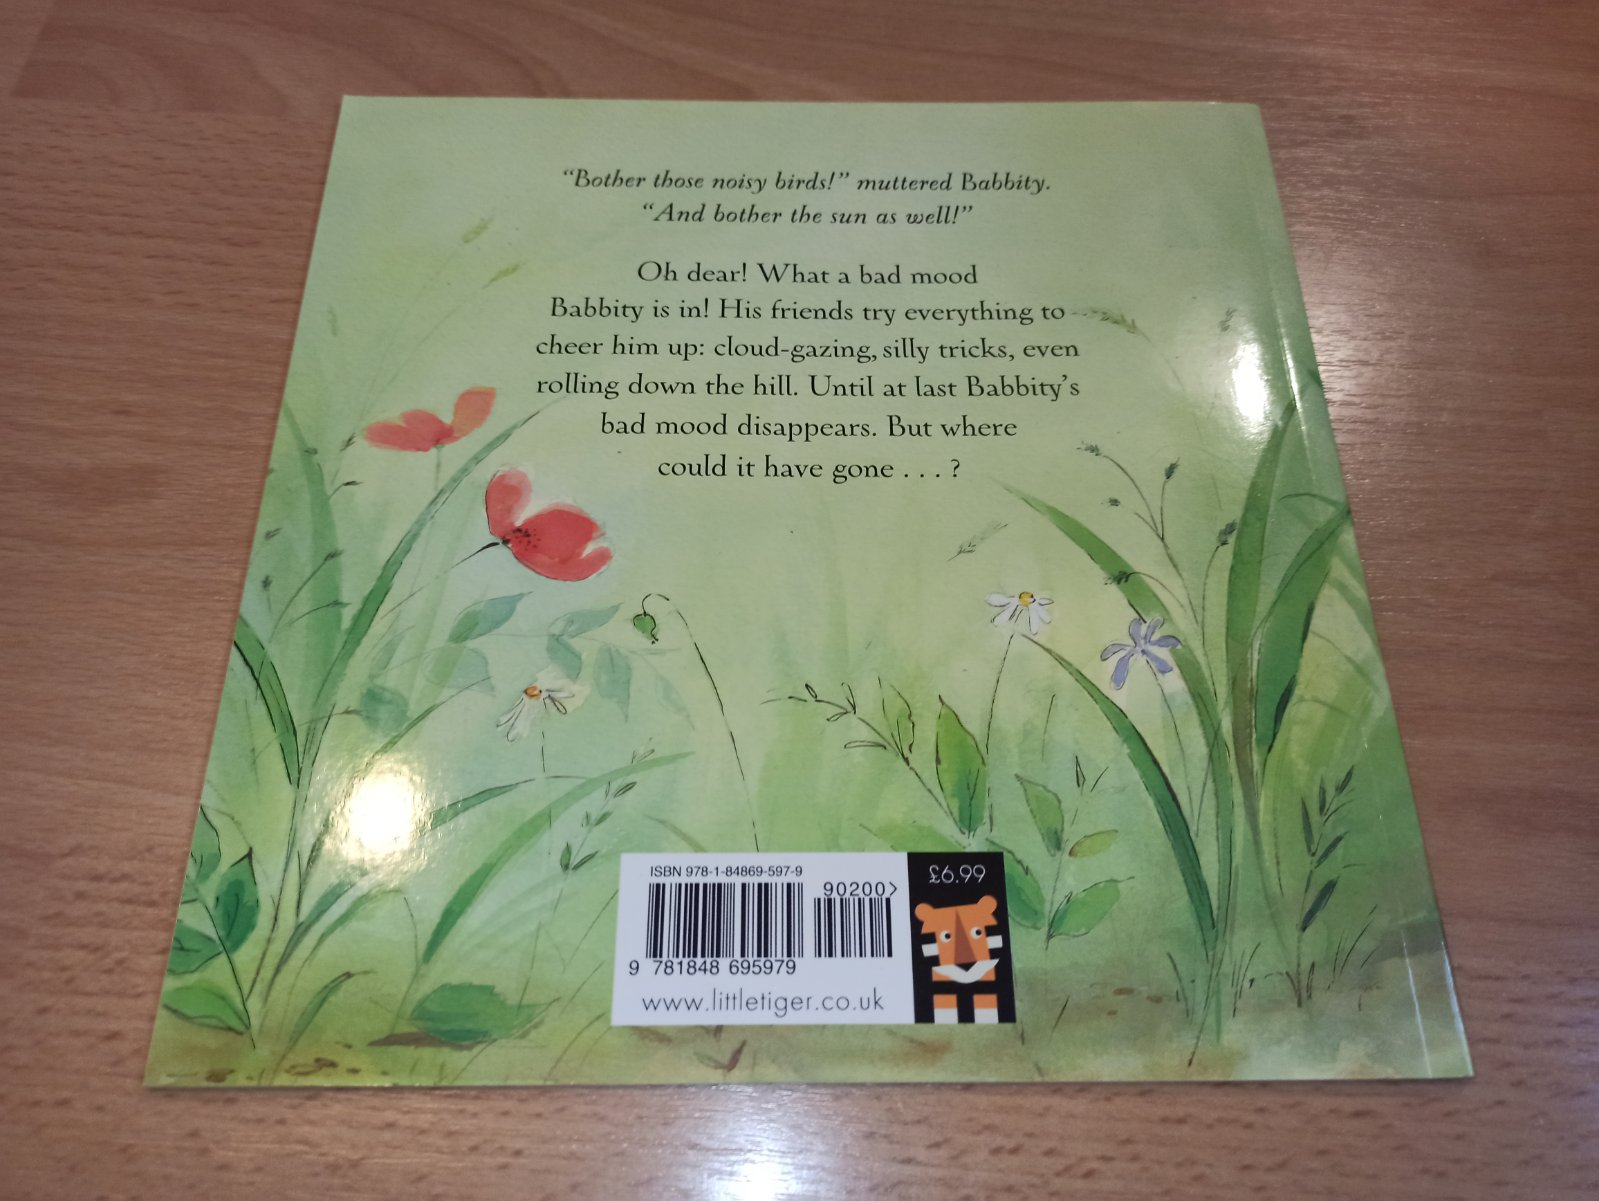 “Bother those noisy birds!” muttered Babbity.
“And bother the sun as well!”
Oh dear! What a bad mood
Babbity is in! His friends try everything to
cheer him up: cloud-gazing, silly tricks, even
rolling down the hill. Until at last Babbity’s
bad mood disappears. But where
could it have gone . . . ?
ISBN 978-1-84869-597-9
90200>
9 781848 695979
www.littletiger.co.uk
£6.99